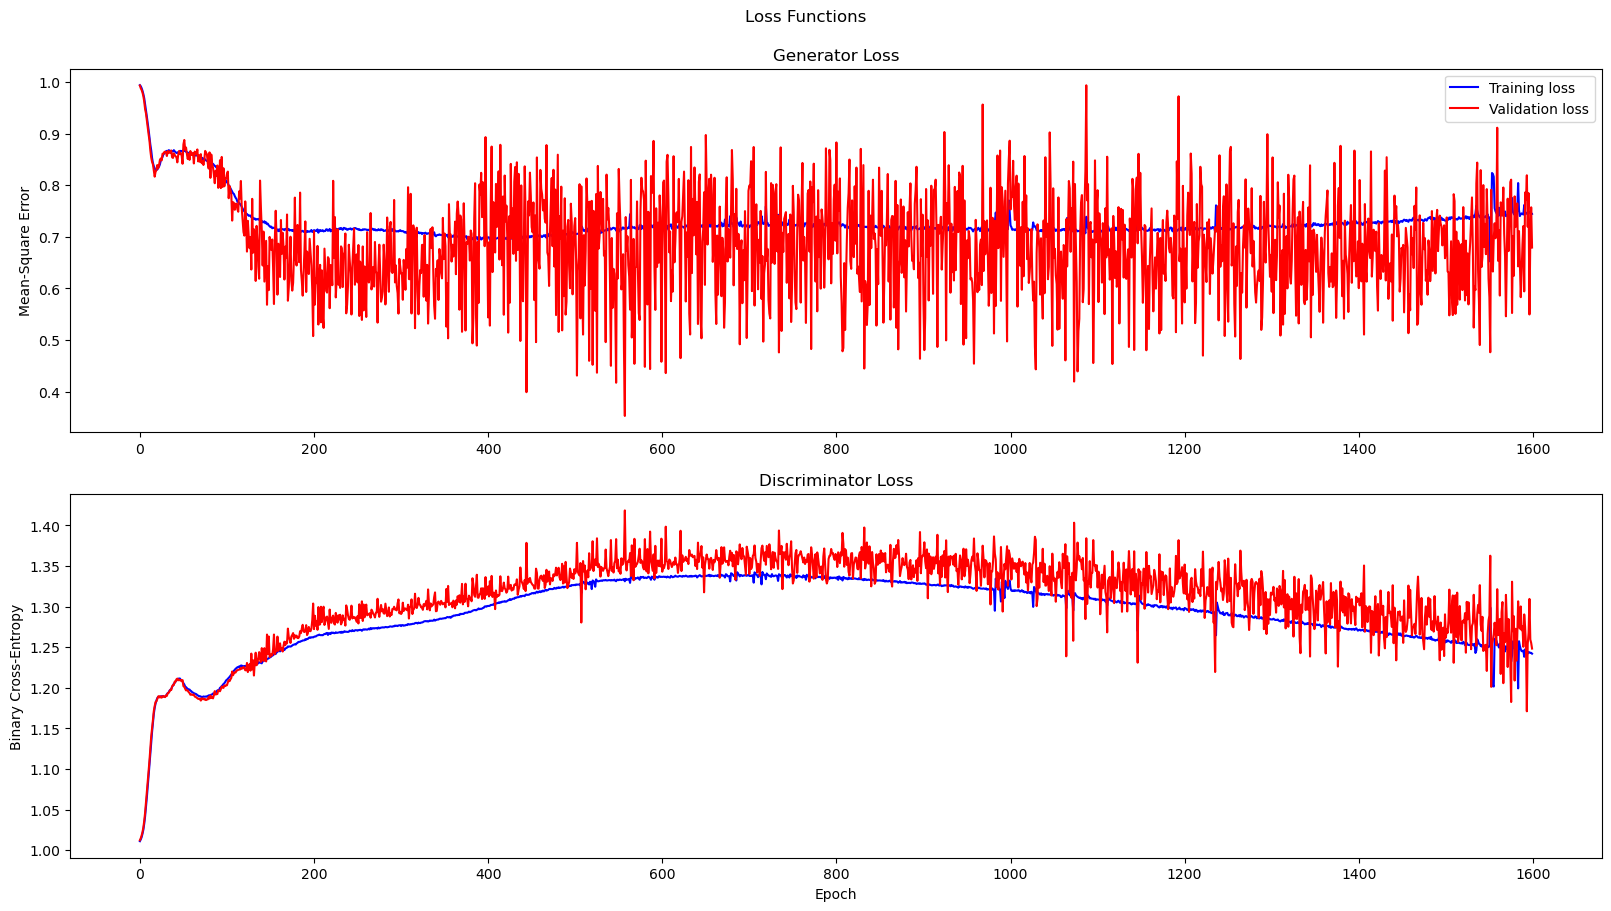 Loss Functions
Generator Loss
Mean-Square Error
1.0
0.9
0.8
0.7
0.6
0.5
0.4
Training loss
Validation loss
0 200 400 600 800 1000 1200 1400 1600
Discriminator Loss
Binary Cross-Entropy
1.40
1.35
1.30
1.25
1.20
1.15
1.10
1.05
1.00
0 200 400 600 800 1000 1200 1400 1600
Epoch